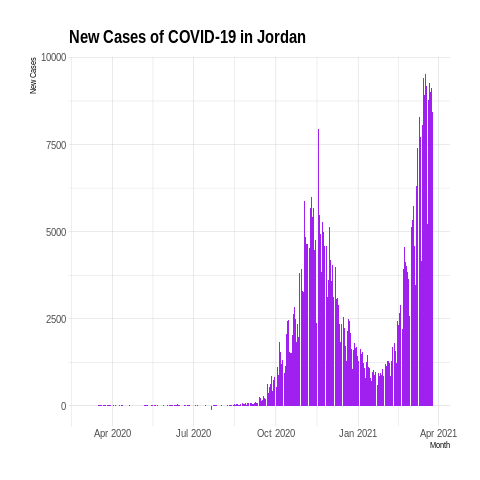 New Cases of COVID-19 in Jordan
New Cases
10000
7500
5000
2500
0
Apr 2020 Jul 2020 Oct 2020 Jan 2021 Apr 2021
Month